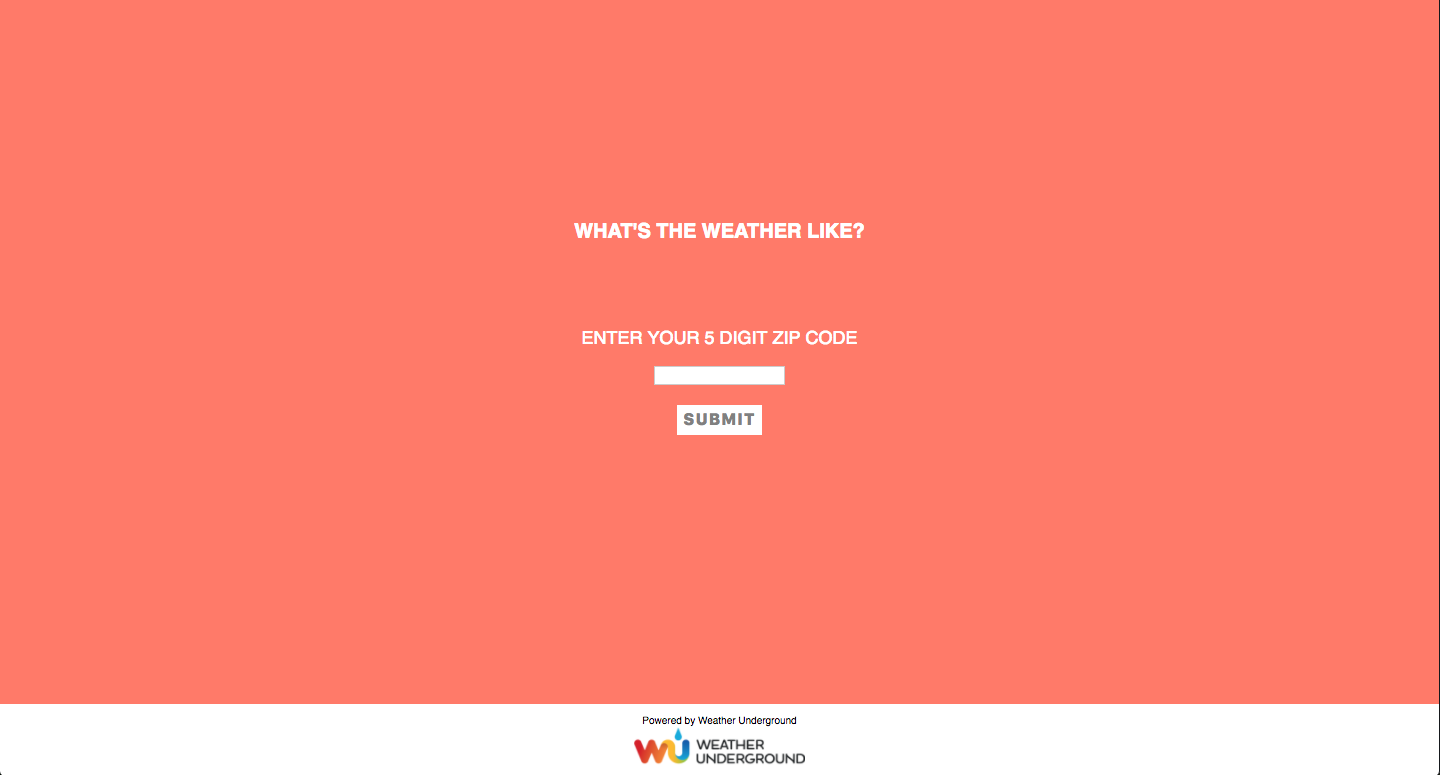 WHAT'S THE WEATHER LIKE?
ENTER YOUR 5 DIGIT ZIP CODE
SUBMIT
Powered by Weather Underground
WU WEATHER
UNDERGROUND